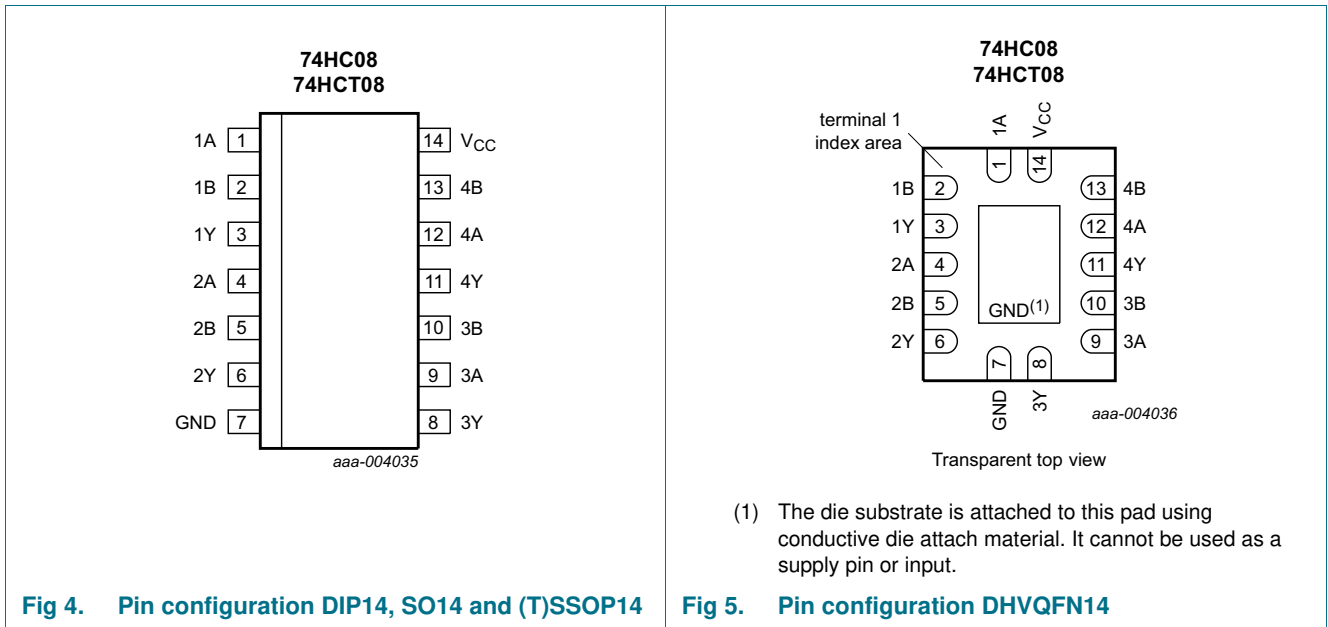 74HC08
74HCT08
1A 1
14 VCC
1B 2
13 4B
1Y 3
12 4A
2A 4
11 4Y
2B 5
10 3B
2Y 6
9 3A
GND 7
8 3Y
aaa-004035
Fig 4. Pin configuration DIP14, SO14 and (T)SSOP14
74HC08
74HCT08
terminal 1
index area
1A
VCC
1
14
1B 2
13 4B
1Y 3
12 4A
2A 4
11 4Y
2B 5
10 3B
GND(1)
2Y 6
9 3A
7
8
GND
3Y
aaa-004036
Transparent top view
(1) The die substrate is attached to this pad using
conductive die attach material. It cannot be used as a
supply pin or input.
Fig 5. Pin configuration DHVQFN14